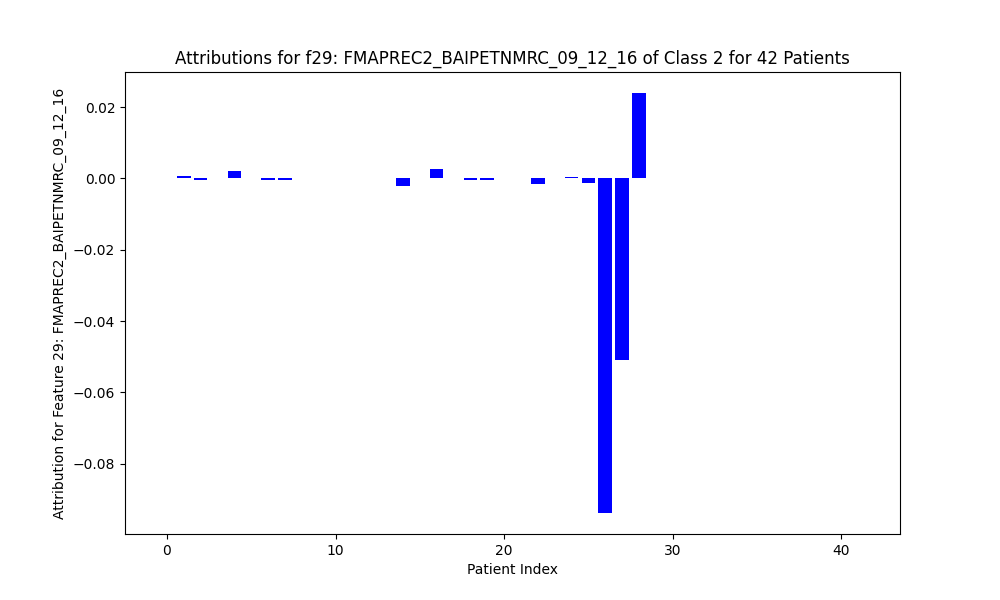 Attributions for f29: FMAPREC2_BAIPETNMRC_09_12_16 of Class 2 for 42 Patients
Attribution for Feature 29: FMAPREC2_BAIPETNMRC_09_12_16
0.02
0.00
−0.02
−0.04
−0.06
−0.08
0 10 20 30 40
Patient Index